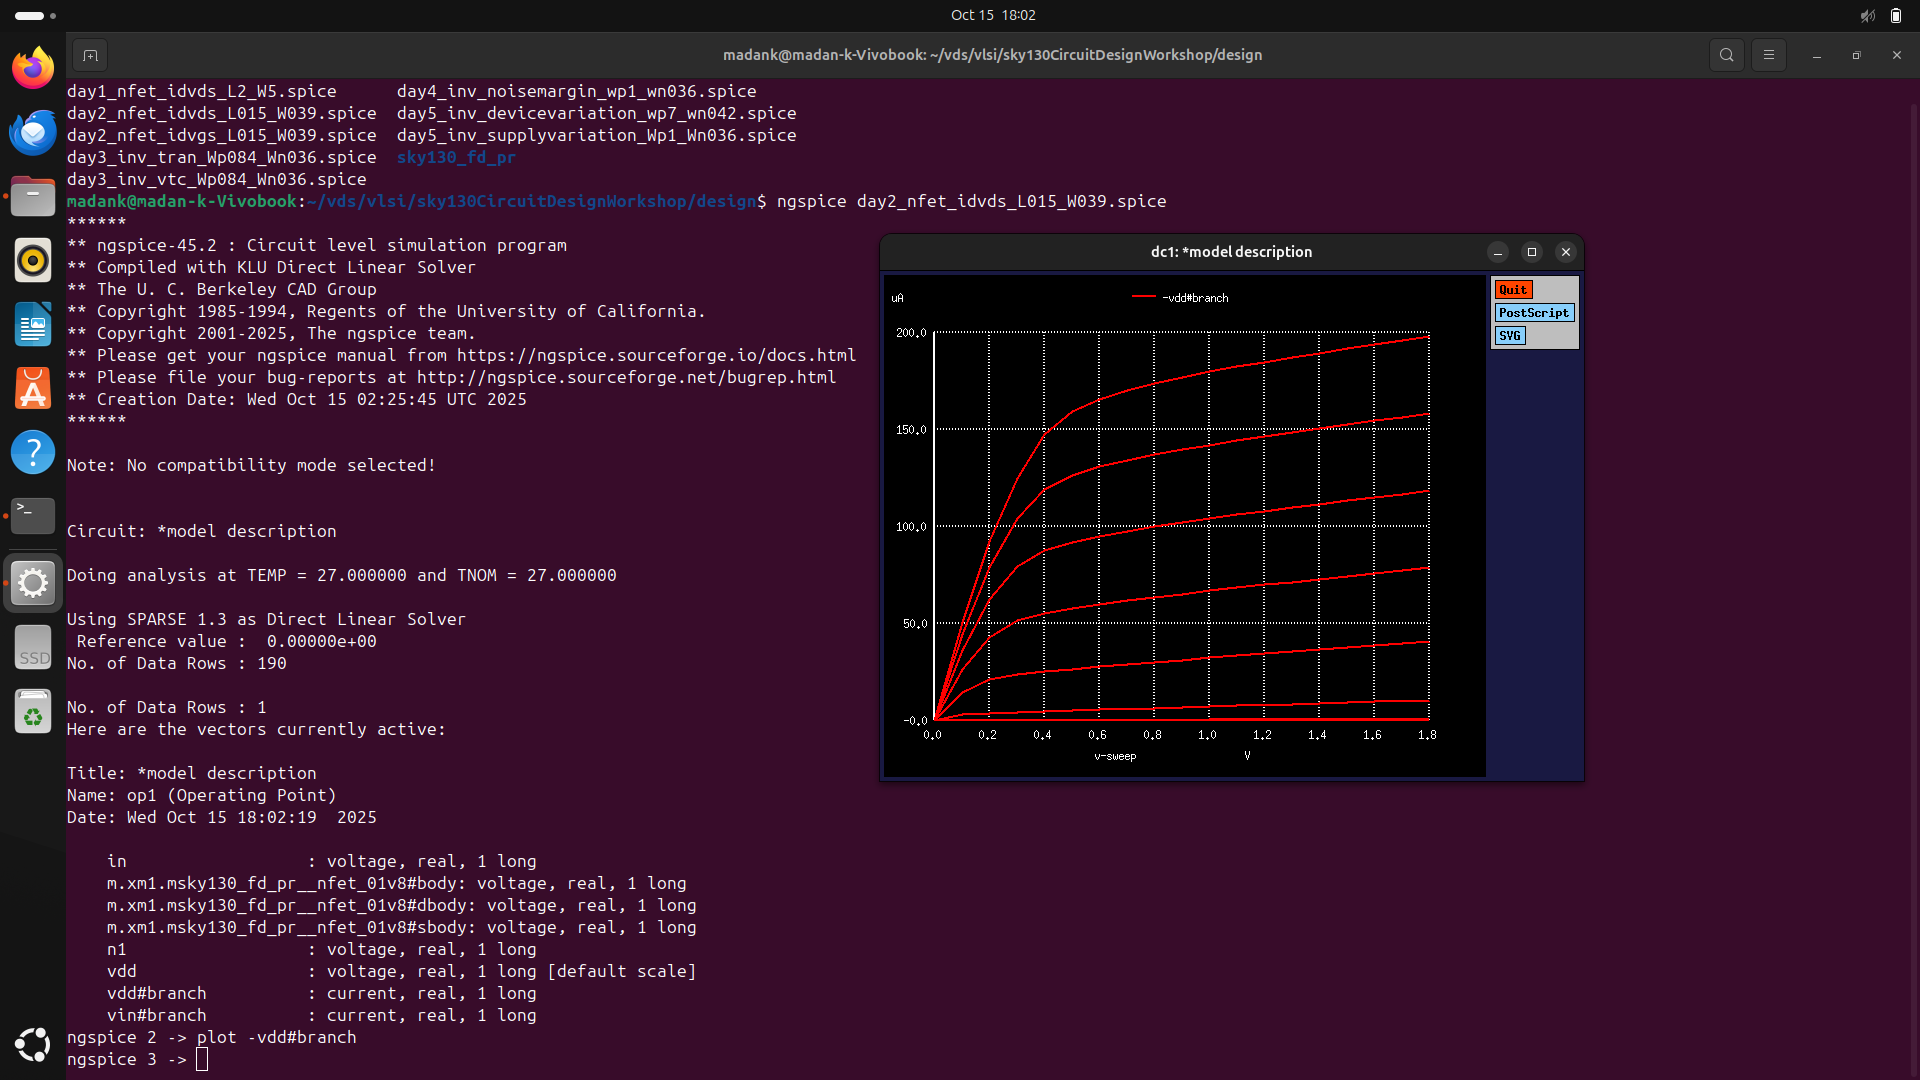 Oct 15 18:02
madank@madan-k-Vivobook: ~/vds/vlsi/sky130CircuitDesignWorkshop/design
day1_nfet_idvds_L2_W5.spice day4_inv_noisemargin_wp1_wn036.spice
day2_nfet_idvds_L015_W039.spice day5_inv_devicevariation_wp7_wn042.spice
day2_nfet_idvgs_L015_W039.spice day5_inv_supplyvariation_Wp1_Wn036.spice
day3_inv_tran_Wp084_Wn036.spice sky130_fd_pr
day3_inv_vtc_Wp084_Wn036.spice
madank@madan-k-Vivobook:~/vds/vlsi/sky130CircuitDesignWorkshop/design$ ngspice day2_nfet_idvds_L015_W039.spice
******
** ngspice-45.2 : Circuit level simulation program
** Compiled with KLU Direct Linear Solver
** The U. C. Berkeley CAD Group
** Copyright 1985-1994, Regents of the University of California.
** Copyright 2001-2025, The ngspice team.
** Please get your ngspice manual from https://ngspice.sourceforge.io/docs.html
** Please file your bug-reports at http://ngspice.sourceforge.net/bugrep.html
** Creation Date: Wed Oct 15 02:25:45 UTC 2025
******
Note: No compatibility mode selected!
Circuit: *model description
Doing analysis at TEMP = 27.000000 and TNOM = 27.000000
Using SPARSE 1.3 as Direct Linear Solver
Reference value : 0.00000e+00
No. of Data Rows : 190
No. of Data Rows : 1
Here are the vectors currently active:
Title: *model description
Name: op1 (Operating Point)
Date: Wed Oct 15 18:02:19 2025
in : voltage, real, 1 long
m.xm1.msky130_fd_pr__nfet_01v8#body: voltage, real, 1 long
m.xm1.msky130_fd_pr__nfet_01v8#dbody: voltage, real, 1 long
m.xm1.msky130_fd_pr__nfet_01v8#sbody: voltage, real, 1 long
n1 : voltage, real, 1 long
vdd : voltage, real, 1 long [default scale]
vdd#branch : current, real, 1 long
vin#branch : current, real, 1 long
ngspice 2 -> plot -vdd#branch
ngspice 3 ->
dc1: *model description
uA
-vdd#branch
200.0
150.0
100.0
50.0
-0.0
0.0 0.2 0.4 0.6 0.8 1.0 1.2 1.4 1.6 1.8
v-sweep V
Quit
PostScript
SVG
SSD